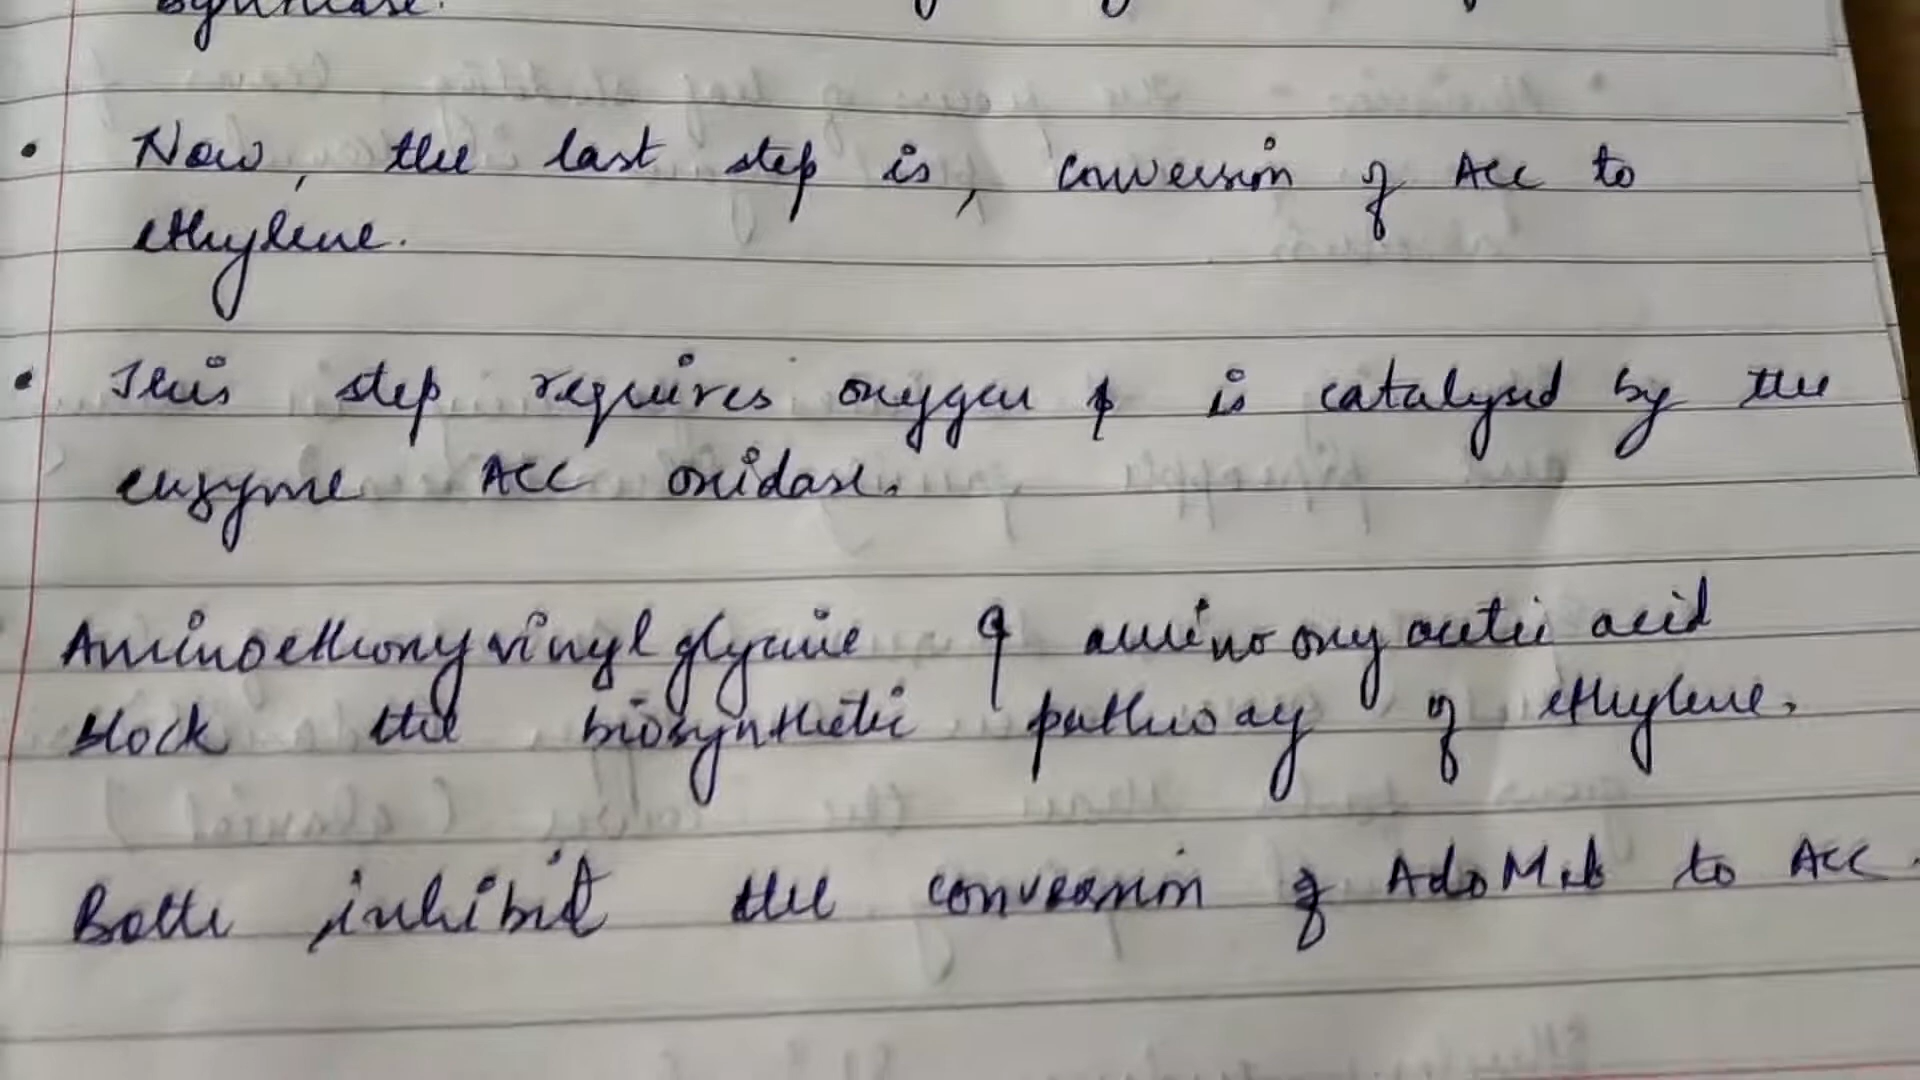 synthase.
• Now, the last step is, conversion of ACC to
ethylene.
• This step requires oxygen & is catalysed by the
enzyme ACC oxidase.
Aminoethoxyvinylglycine & aminooxyacetic acid
block the biosynthetic pathway of ethylene.
Both inhibit the conversion of AdoMet to ACC.